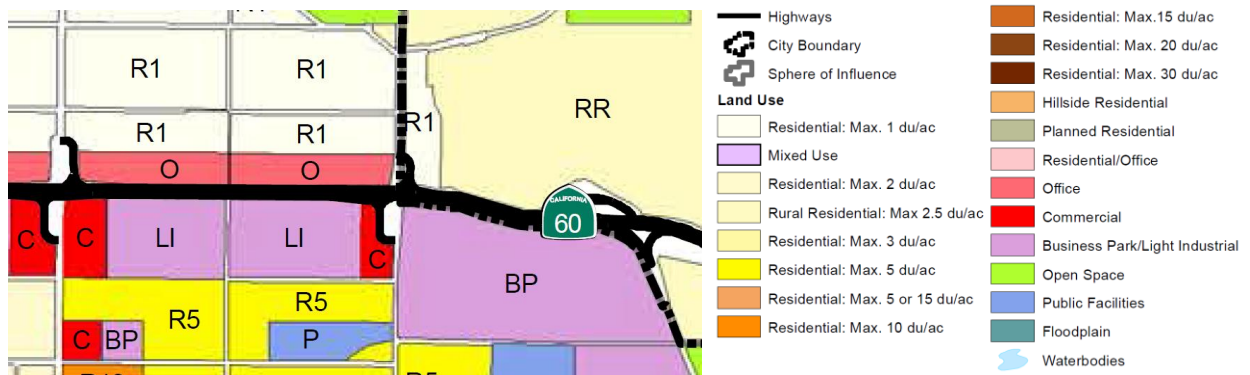 R1
R1
R1
R1
R1
RR
O
O
CALIFORNIA
60
C
C
LI
LI
C
BP
R5
R5
C
BP
P
R5
Highways
City Boundary
Sphere of Influence
Land Use
Residential: Max. 1 du/ac
Mixed Use
Residential: Max. 2 du/ac
Rural Residential: Max 2.5 du/ac
Residential: Max. 3 du/ac
Residential: Max. 5 du/ac
Residential: Max. 5 or 15 du/ac
Residential: Max. 10 du/ac
Residential: Max.15 du/ac
Residential: Max. 20 du/ac
Residential: Max. 30 du/ac
Hillside Residential
Planned Residential
Residential/Office
Office
Commercial
Business Park/Light Industrial
Open Space
Public Facilities
Floodplain
Waterbodies